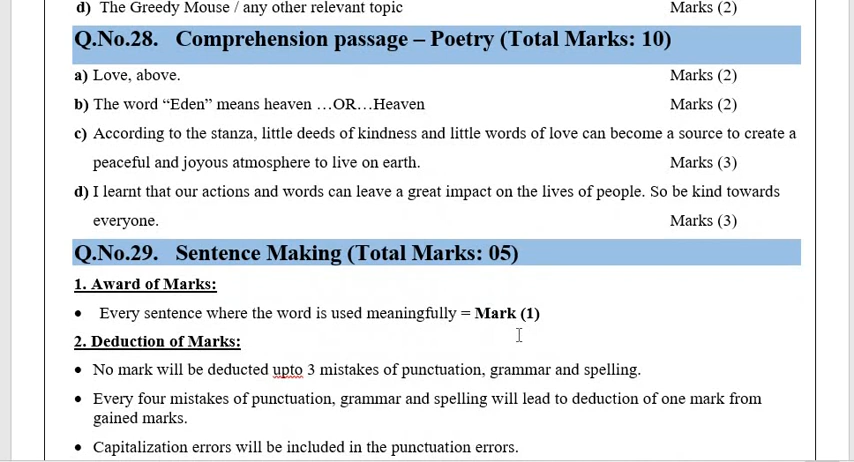 d) The Greedy Mouse / any other relevant topic Marks (2)
Q.No.28. Comprehension passage – Poetry (Total Marks: 10)
a) Love, above. Marks (2)
b) The word “Eden” means heaven …OR…Heaven Marks (2)
c) According to the stanza, little deeds of kindness and little words of love can become a source to create a
peaceful and joyous atmosphere to live on earth. Marks (3)
d) I learnt that our actions and words can leave a great impact on the lives of people. So be kind towards
everyone. Marks (3)
Q.No.29. Sentence Making (Total Marks: 05)
1. Award of Marks:
• Every sentence where the word is used meaningfully = Mark (1)
2. Deduction of Marks:
• No mark will be deducted upto 3 mistakes of punctuation, grammar and spelling.
• Every four mistakes of punctuation, grammar and spelling will lead to deduction of one mark from
gained marks.
• Capitalization errors will be included in the punctuation errors.